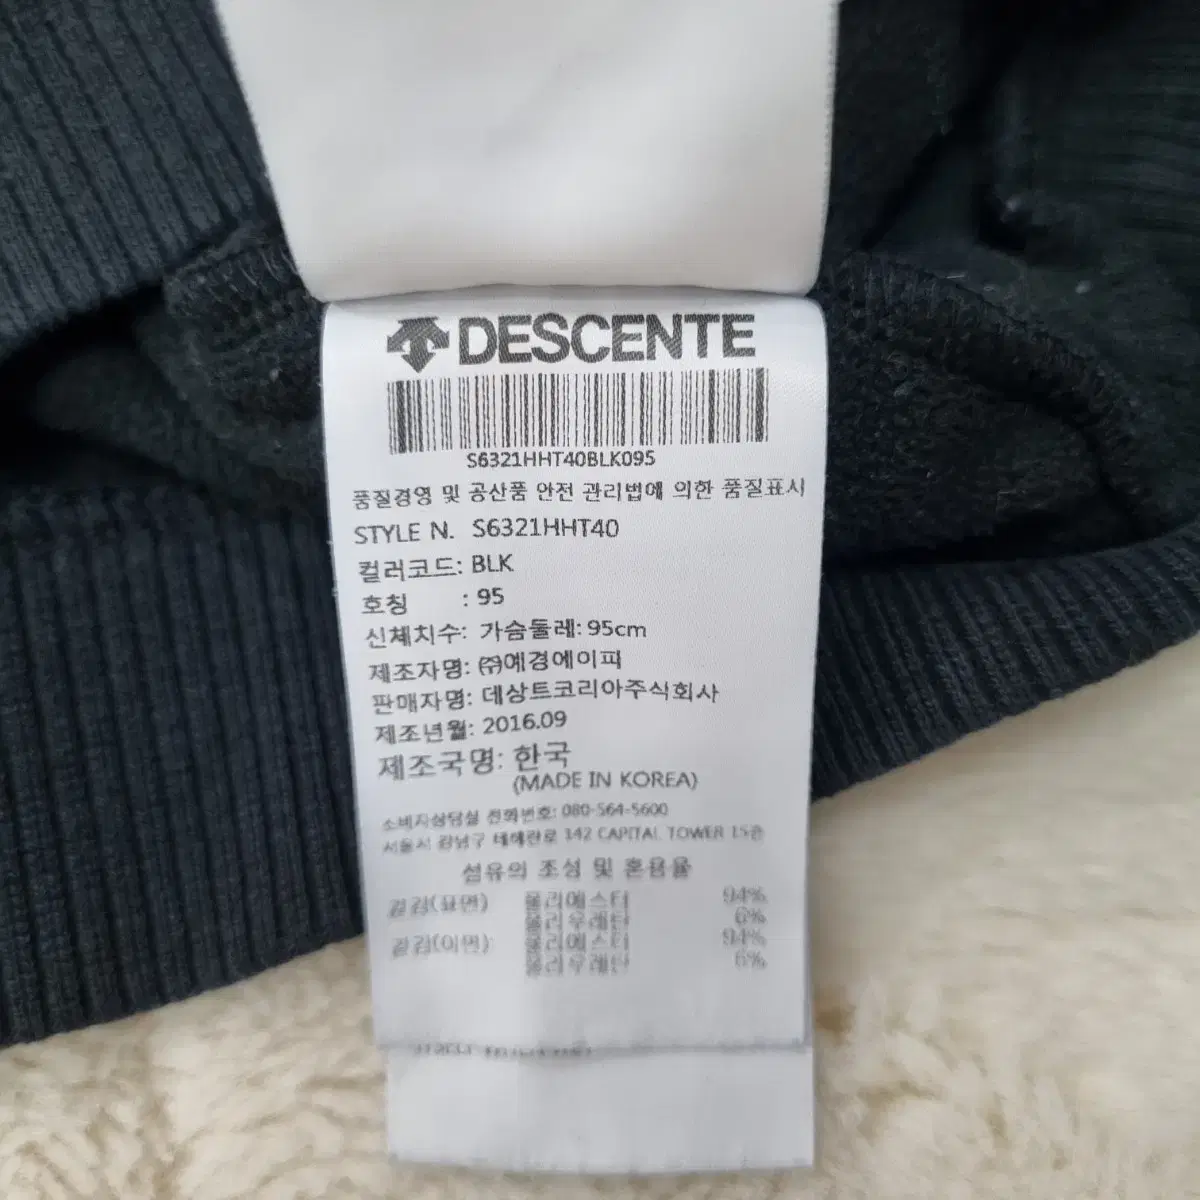 DESCENTE
S6321HHT40BLK095
품질경영 및 공산품 안전 관리법에 의한 품질표시
STYLE N. S6321HHT40
컬러코드: BLK
호칭 : 95
신체치수: 가슴둘레: 95cm
제조자명: ㈜애경에이피
판매자명: 데상트코리아주식회사
제조년월: 2016.09
제조국명: 한국
(MADE IN KOREA)
소비자상담실 전화번호: 080-564-5600
서울시 강남구 테헤란로 142 CAPITAL TOWER 15층
섬유의 조성 및 혼용율
겉감(표면) 폴리에스터 94%
폴리우레탄 6%
겉감(이면) 폴리에스터 94%
폴리우레탄 6%